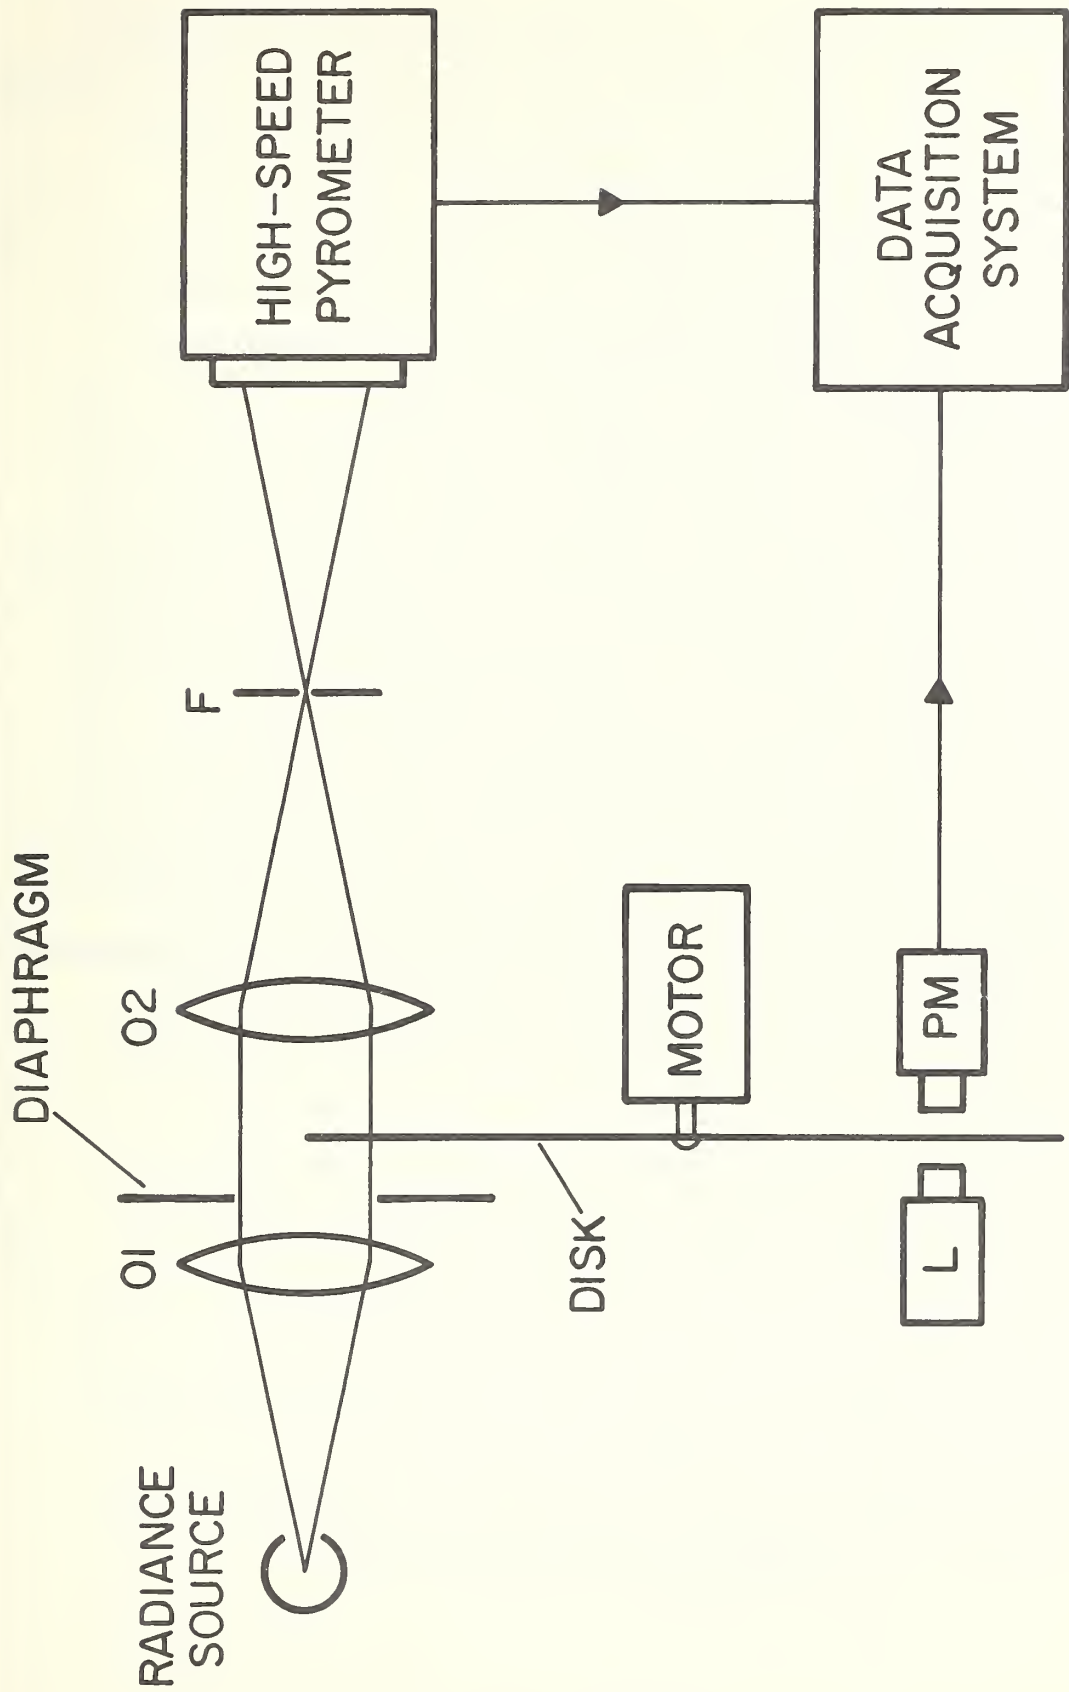 DIAPHRAGM
RADIANCE
SOURCE
O1
O2
F
HIGH-SPEED
PYROMETER
DISK
MOTOR
L
PM
DATA
ACQUISITION
SYSTEM